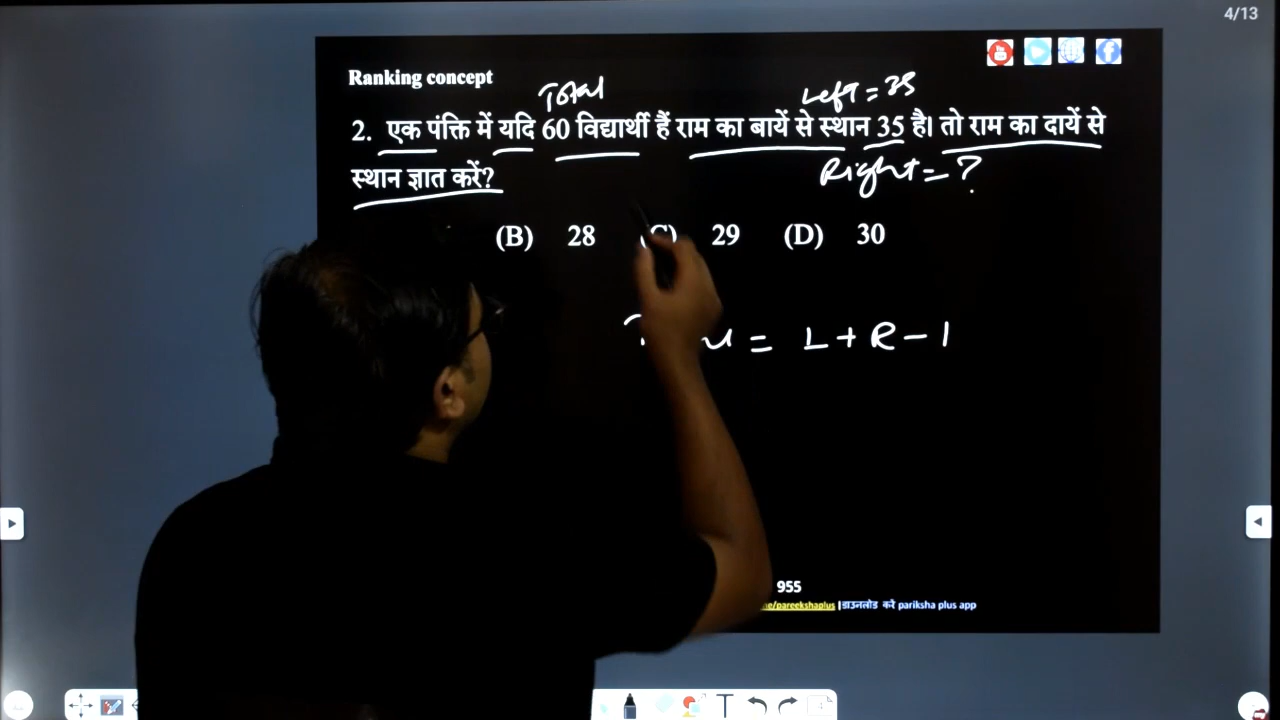 4/13
Ranking concept
Total
Left = 35
2. एक पंक्ति में यदि 60 विद्यार्थी हैं राम का बायें से स्थान 35 है। तो राम का दायें से
Right = ?
स्थान ज्ञात करें?
(B) 28 (C) 29 (D) 30
= L + R - 1
955
e/pareekshaplus | डाउनलोड करे pariksha plus app